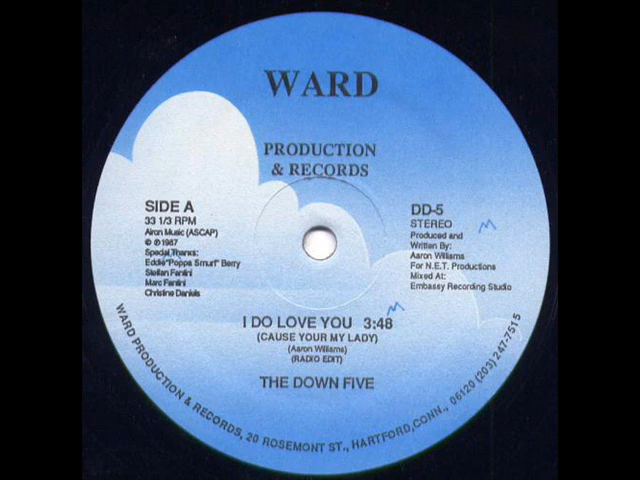 WARD
PRODUCTION
& RECORDS
SIDE A
33 1/3 RPM
Airon Music (ASCAP)
© ℗ 1987
Special Thanks:
Eddie "Poppa Smurf" Berry
Stellan Fantini
Marc Fantini
Christine Daniels
DD-5
STEREO
Produced and
Written By:
Aaron Williams
For N.E.T. Productions
Mixed At:
Embassy Recording Studio
I DO LOVE YOU 3:48
(CAUSE YOUR MY LADY)
(Aaron Williams)
(RADIO EDIT)
THE DOWN FIVE
WARD PRODUCTION & RECORDS, 20 ROSEMONT ST., HARTFORD, CONN., 06120 (203) 247-7515